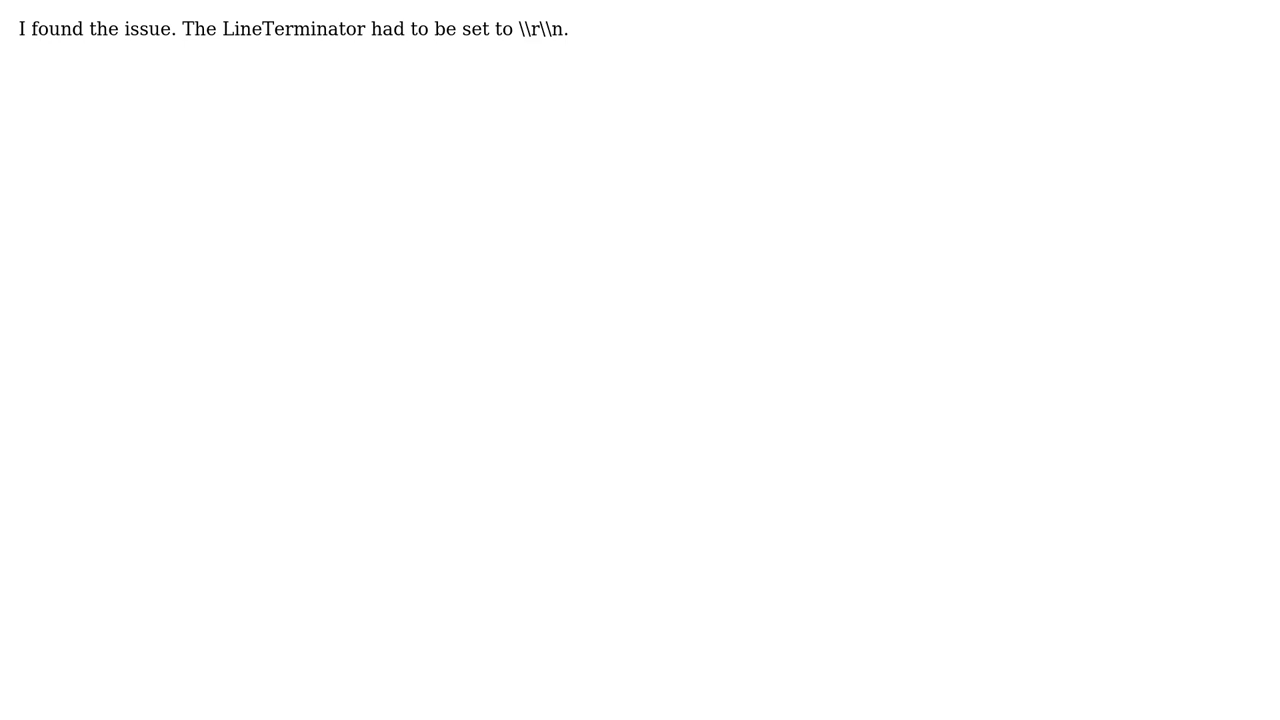 I found the issue. The LineTerminator had to be set to \\r\\n.